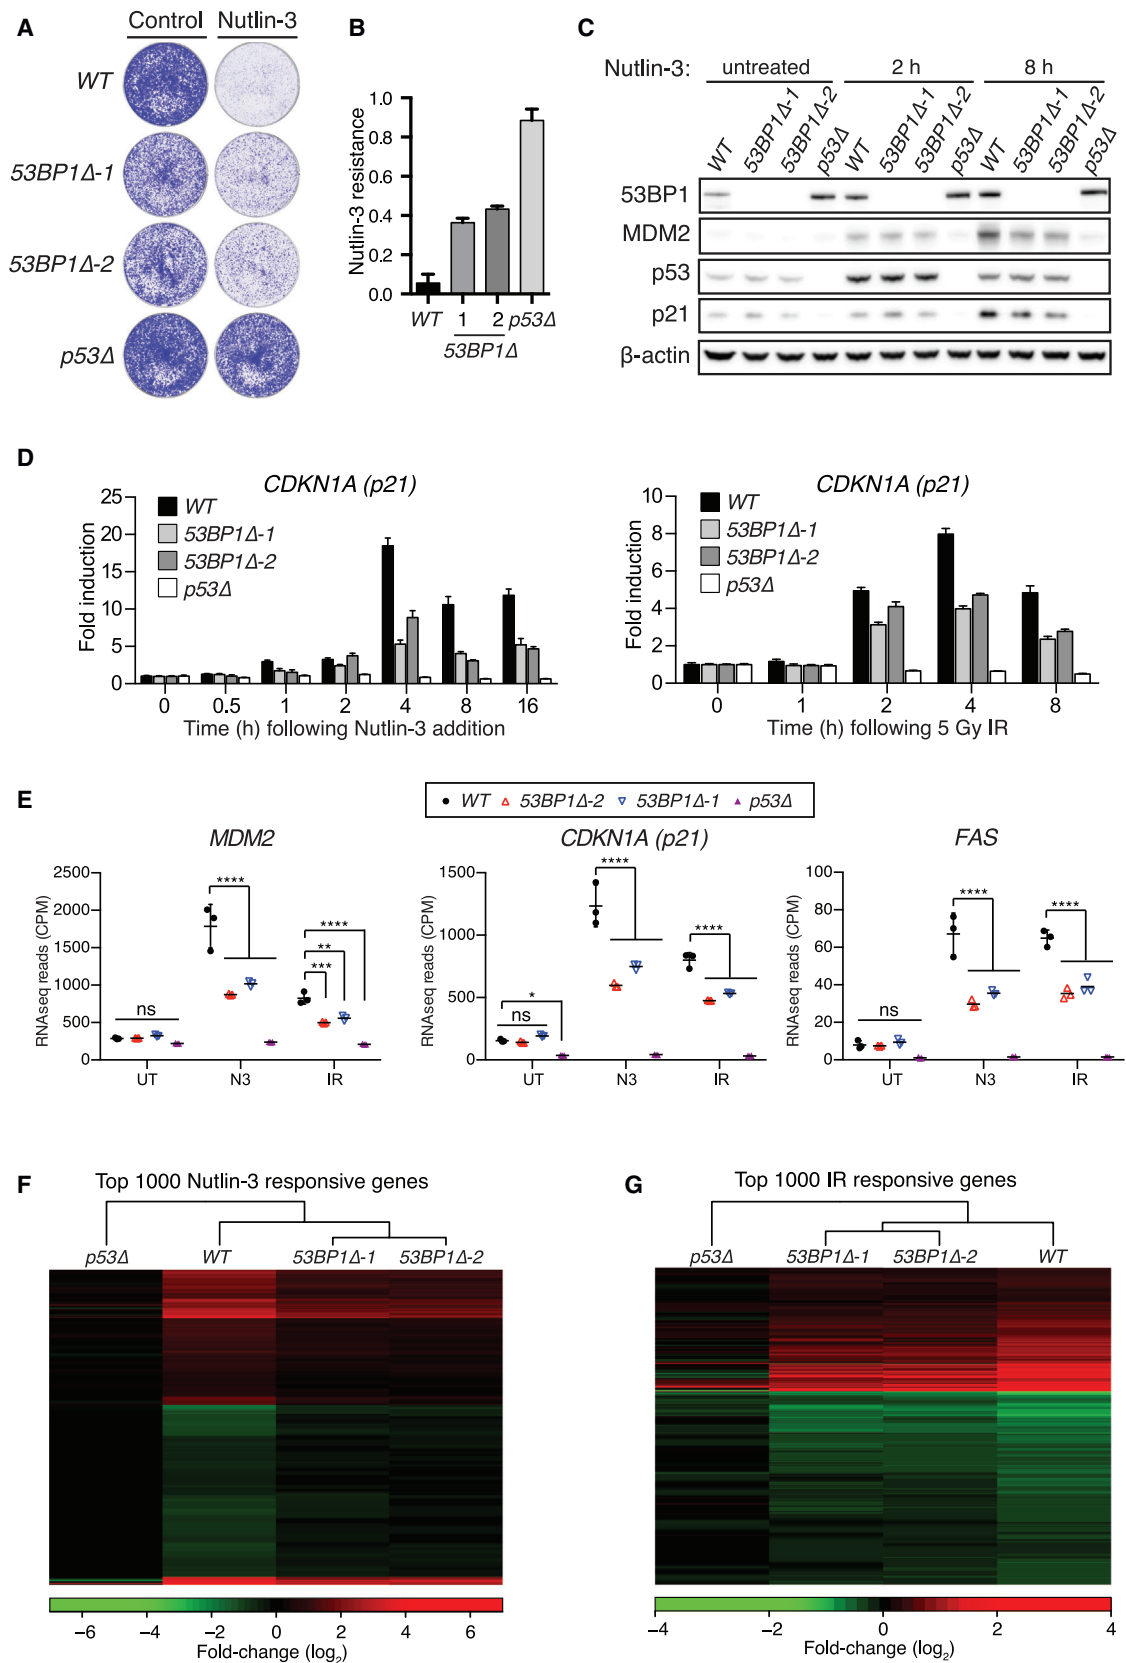 A
Control Nutlin-3
WT
53BP1Δ-1
53BP1Δ-2
p53Δ
B
Nutlin-3 resistance
1.0
0.8
0.6
0.4
0.2
0.0
WT 1 2 p53Δ
53BP1Δ
C
Nutlin-3: untreated 2 h 8 h
WT 53BP1Δ-1 53BP1Δ-2 p53Δ WT 53BP1Δ-1 53BP1Δ-2 p53Δ WT 53BP1Δ-1 53BP1Δ-2 p53Δ
53BP1
MDM2
p53
p21
β-actin
D
CDKN1A (p21)
Fold induction
25
20
15
10
5
0
WT
53BP1Δ-1
53BP1Δ-2
p53Δ
0 0.5 1 2 4 8 16
Time (h) following Nutlin-3 addition
CDKN1A (p21)
Fold induction
10
8
6
4
2
0
WT
53BP1Δ-1
53BP1Δ-2
p53Δ
0 1 2 4 8
Time (h) following 5 Gy IR
E
WT 53BP1Δ-2 53BP1Δ-1 p53Δ
MDM2
RNAseq reads (CPM)
2500
2000
1500
1000
500
0
ns
****
****
**
***
UT N3 IR
CDKN1A (p21)
RNAseq reads (CPM)
1500
1000
500
0
*
ns
****
****
UT N3 IR
FAS
RNAseq reads (CPM)
100
80
60
40
20
0
ns
****
****
UT N3 IR
F
Top 1000 Nutlin-3 responsive genes
p53Δ WT 53BP1Δ-1 53BP1Δ-2
−6 −4 −2 0 2 4 6
Fold-change (log2)
G
Top 1000 IR responsive genes
p53Δ 53BP1Δ-1 53BP1Δ-2 WT
−4 −2 0 2 4
Fold-change (log2)